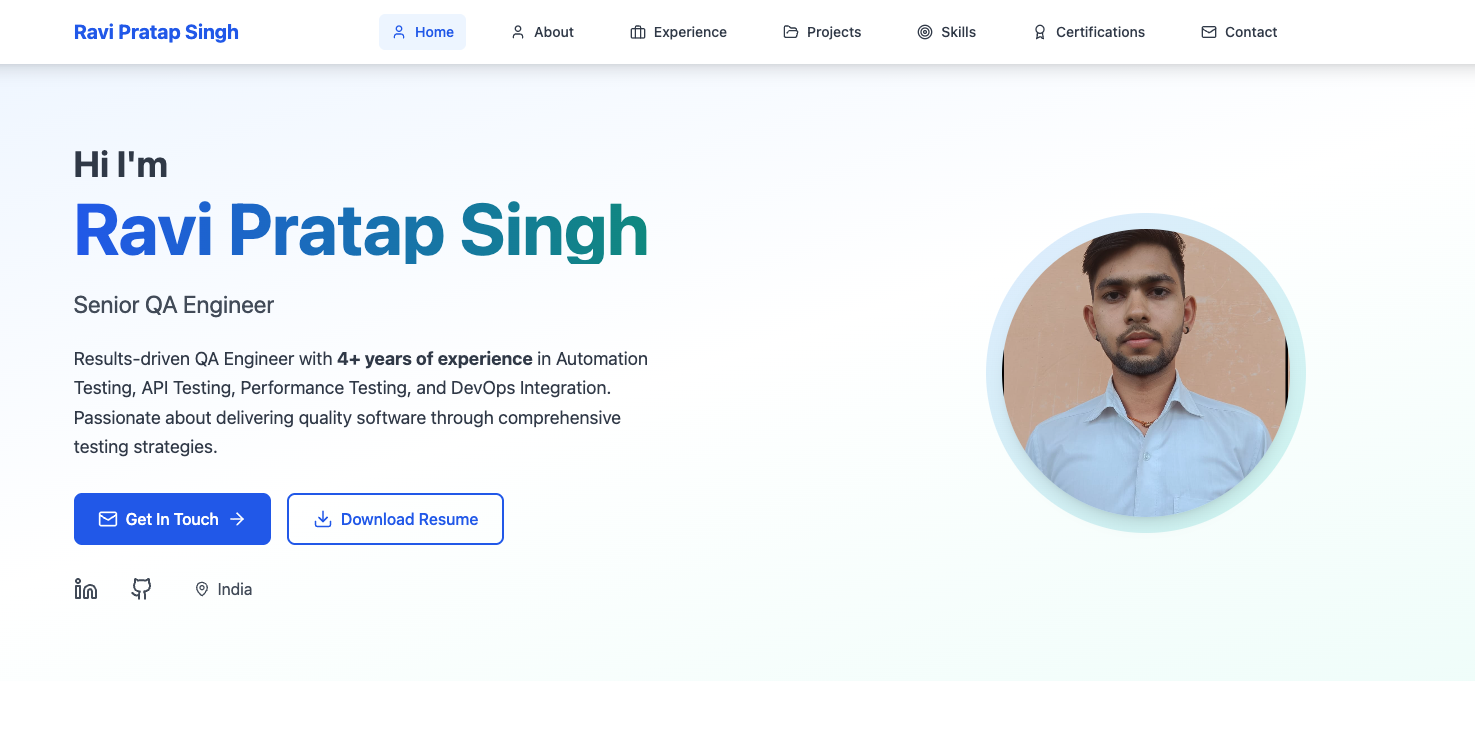 Ravi Pratap Singh
Home
About
Experience
Projects
Skills
Certifications
Contact
Hi I'm
Ravi Pratap Singh
Senior QA Engineer
Results-driven QA Engineer with 4+ years of experience in Automation
Testing, API Testing, Performance Testing, and DevOps Integration.
Passionate about delivering quality software through comprehensive
testing strategies.
Get In Touch
Download Resume
India